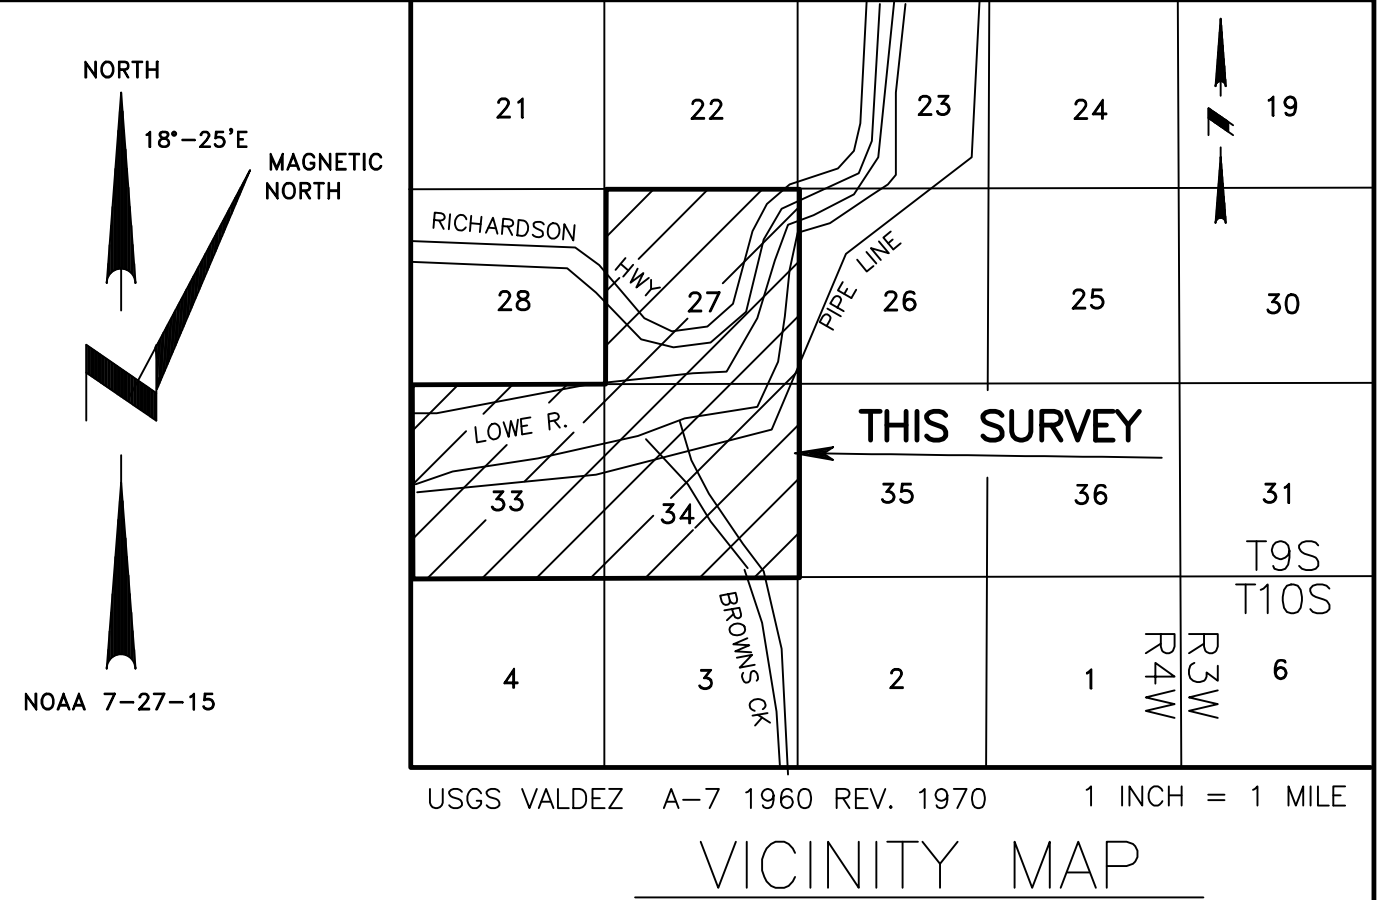 NORTH
18°-25'E
MAGNETIC
NORTH
N
NOAA 7-27-15
21
22
23
24
19
N
RICHARDSON
HWY
28
27
PIPE LINE
26
25
30
LOWE R.
THIS SURVEY
33
34
35
36
31
T9S
T10S
BROWNS CK
4
3
2
1
R4W
R3W
6
USGS VALDEZ A-7 1960 REV. 1970
1 INCH = 1 MILE
VICINITY MAP